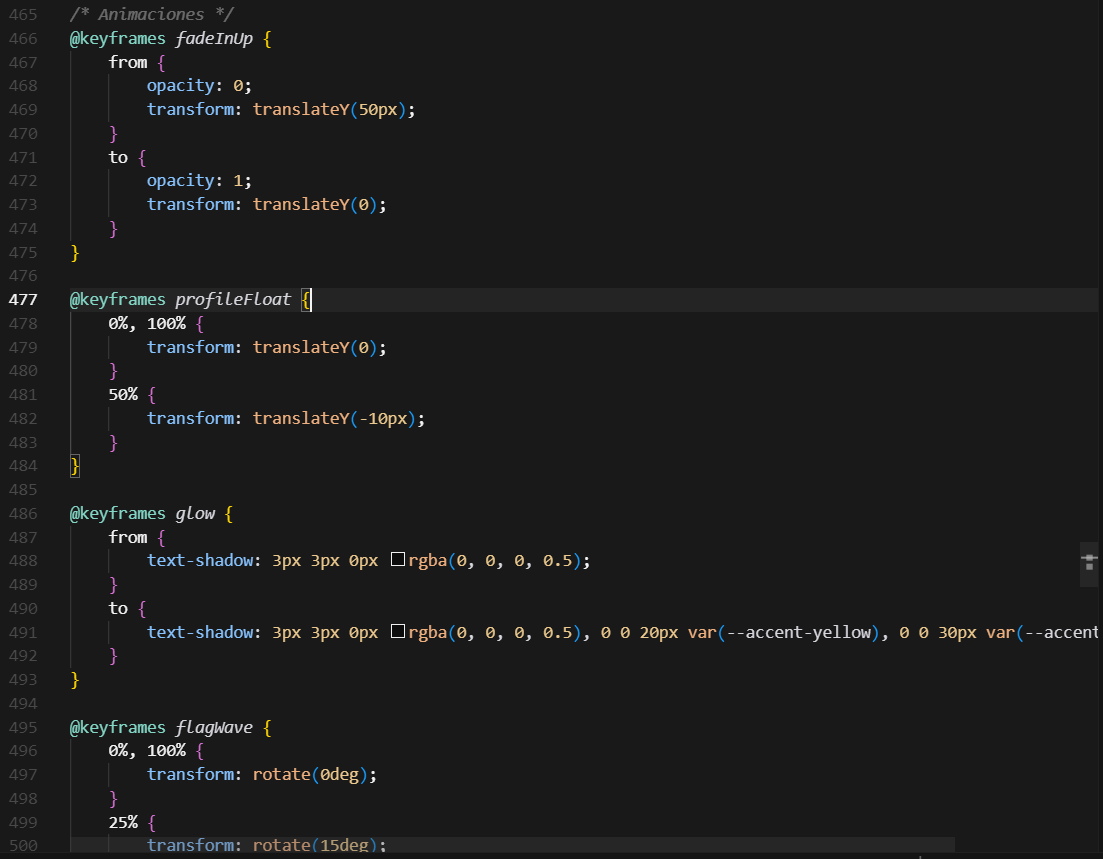 465 /* Animaciones */
466 @keyframes fadeInUp {
467     from {
468         opacity: 0;
469         transform: translateY(50px);
470     }
471     to {
472         opacity: 1;
473         transform: translateY(0);
474     }
475 }
476
477 @keyframes profileFloat {
478     0%, 100% {
479         transform: translateY(0);
480     }
481     50% {
482         transform: translateY(-10px);
483     }
484 }
485
486 @keyframes glow {
487     from {
488         text-shadow: 3px 3px 0px rgba(0, 0, 0, 0.5);
489     }
490     to {
491         text-shadow: 3px 3px 0px rgba(0, 0, 0, 0.5), 0 0 20px var(--accent-yellow), 0 0 30px var(--accent
492     }
493 }
494
495 @keyframes flagWave {
496     0%, 100% {
497         transform: rotate(0deg);
498     }
499     25% {
500         transform: rotate(15deg);